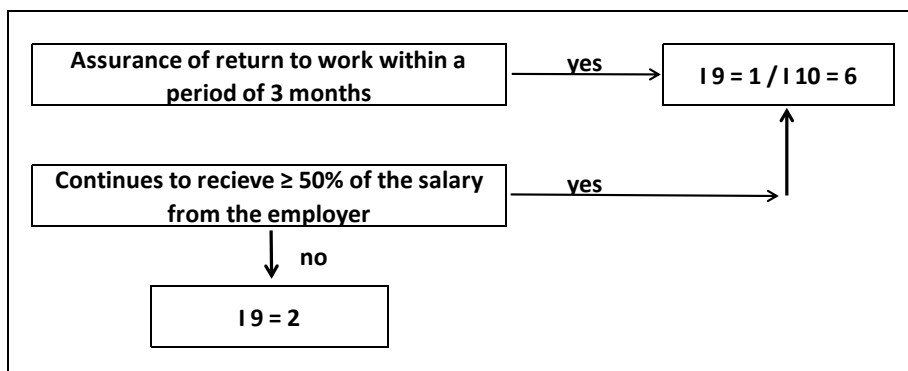 Assurance of return to work within a
period of 3 months
yes
I 9 = 1 / I 10 = 6
Continues to recieve ≥ 50% of the salary
from the employer
yes
no
I 9 = 2